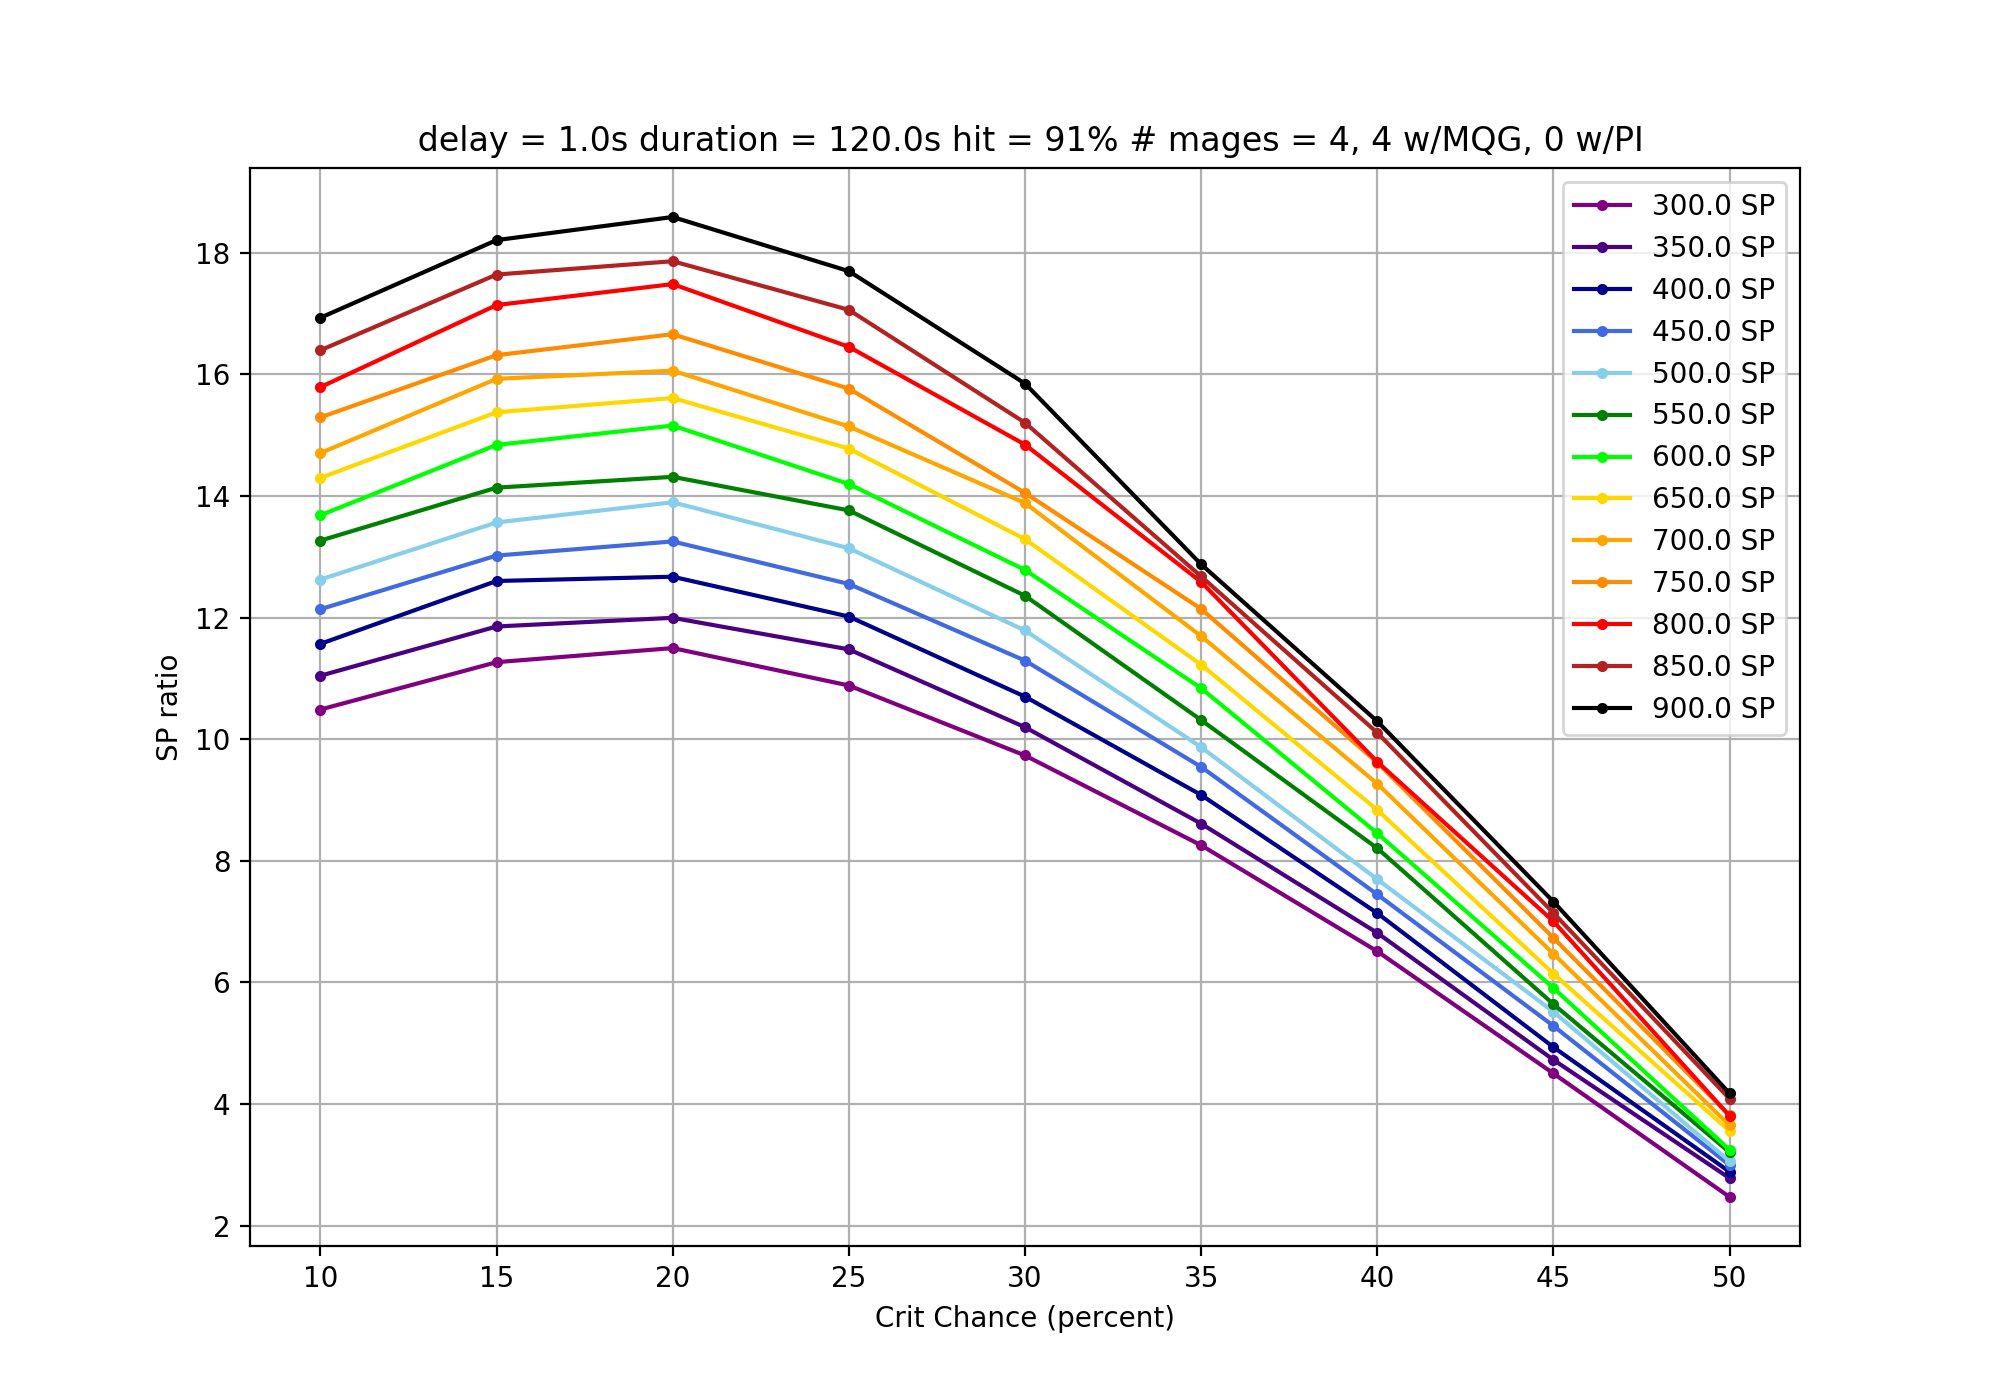 delay = 1.0s duration = 120.0s hit = 91% # mages = 4, 4 w/MQG, 0 w/PI
300.0 SP
350.0 SP
400.0 SP
450.0 SP
500.0 SP
550.0 SP
600.0 SP
650.0 SP
700.0 SP
750.0 SP
800.0 SP
850.0 SP
900.0 SP
SP ratio
18
16
14
12
10
8
6
4
2
10 15 20 25 30 35 40 45 50
Crit Chance (percent)